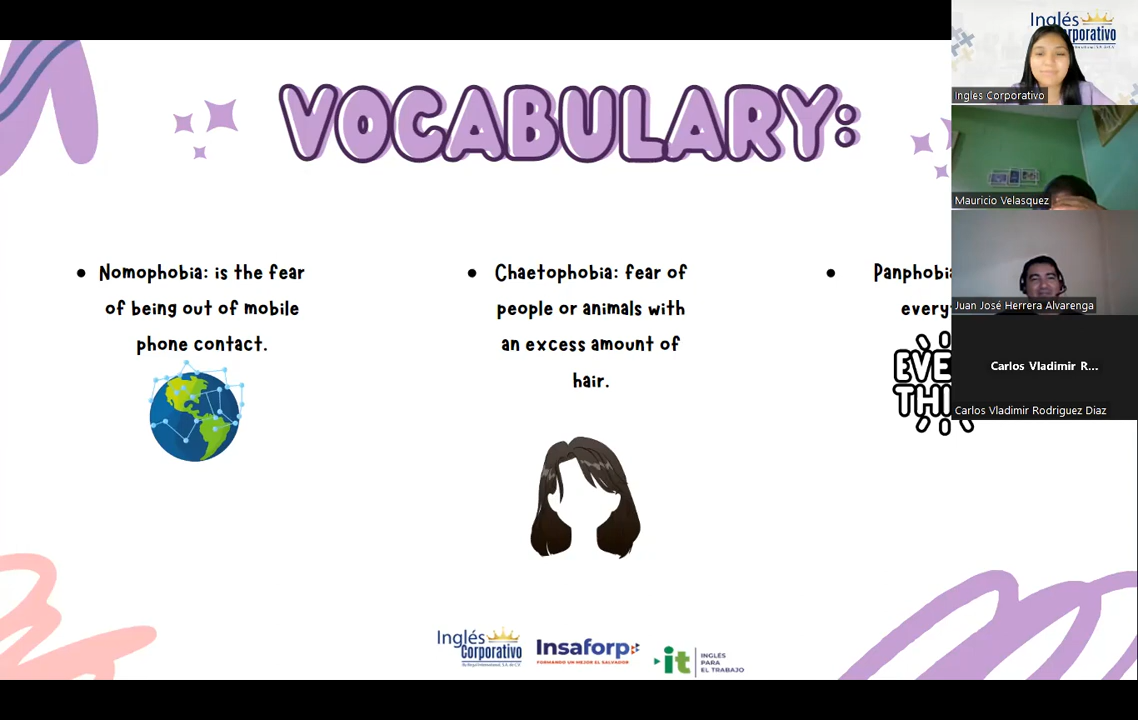 VOCABULARY:
Nomophobia: is the fear
of being out of mobile
phone contact.
Chaetophobia: fear of
people or animals with
an excess amount of
hair.
Inglés
Corporativo
Insaforp
FORMANDO UN MEJOR EL SALVADOR
it
INGLÉS
PARA
EL TRABAJO
Inglés
Ingles Corporativo
Mauricio Velasquez
Juan José Herrera Alvarenga
Carlos Vladimir R...
Carlos Vladimir Rodriguez Diaz